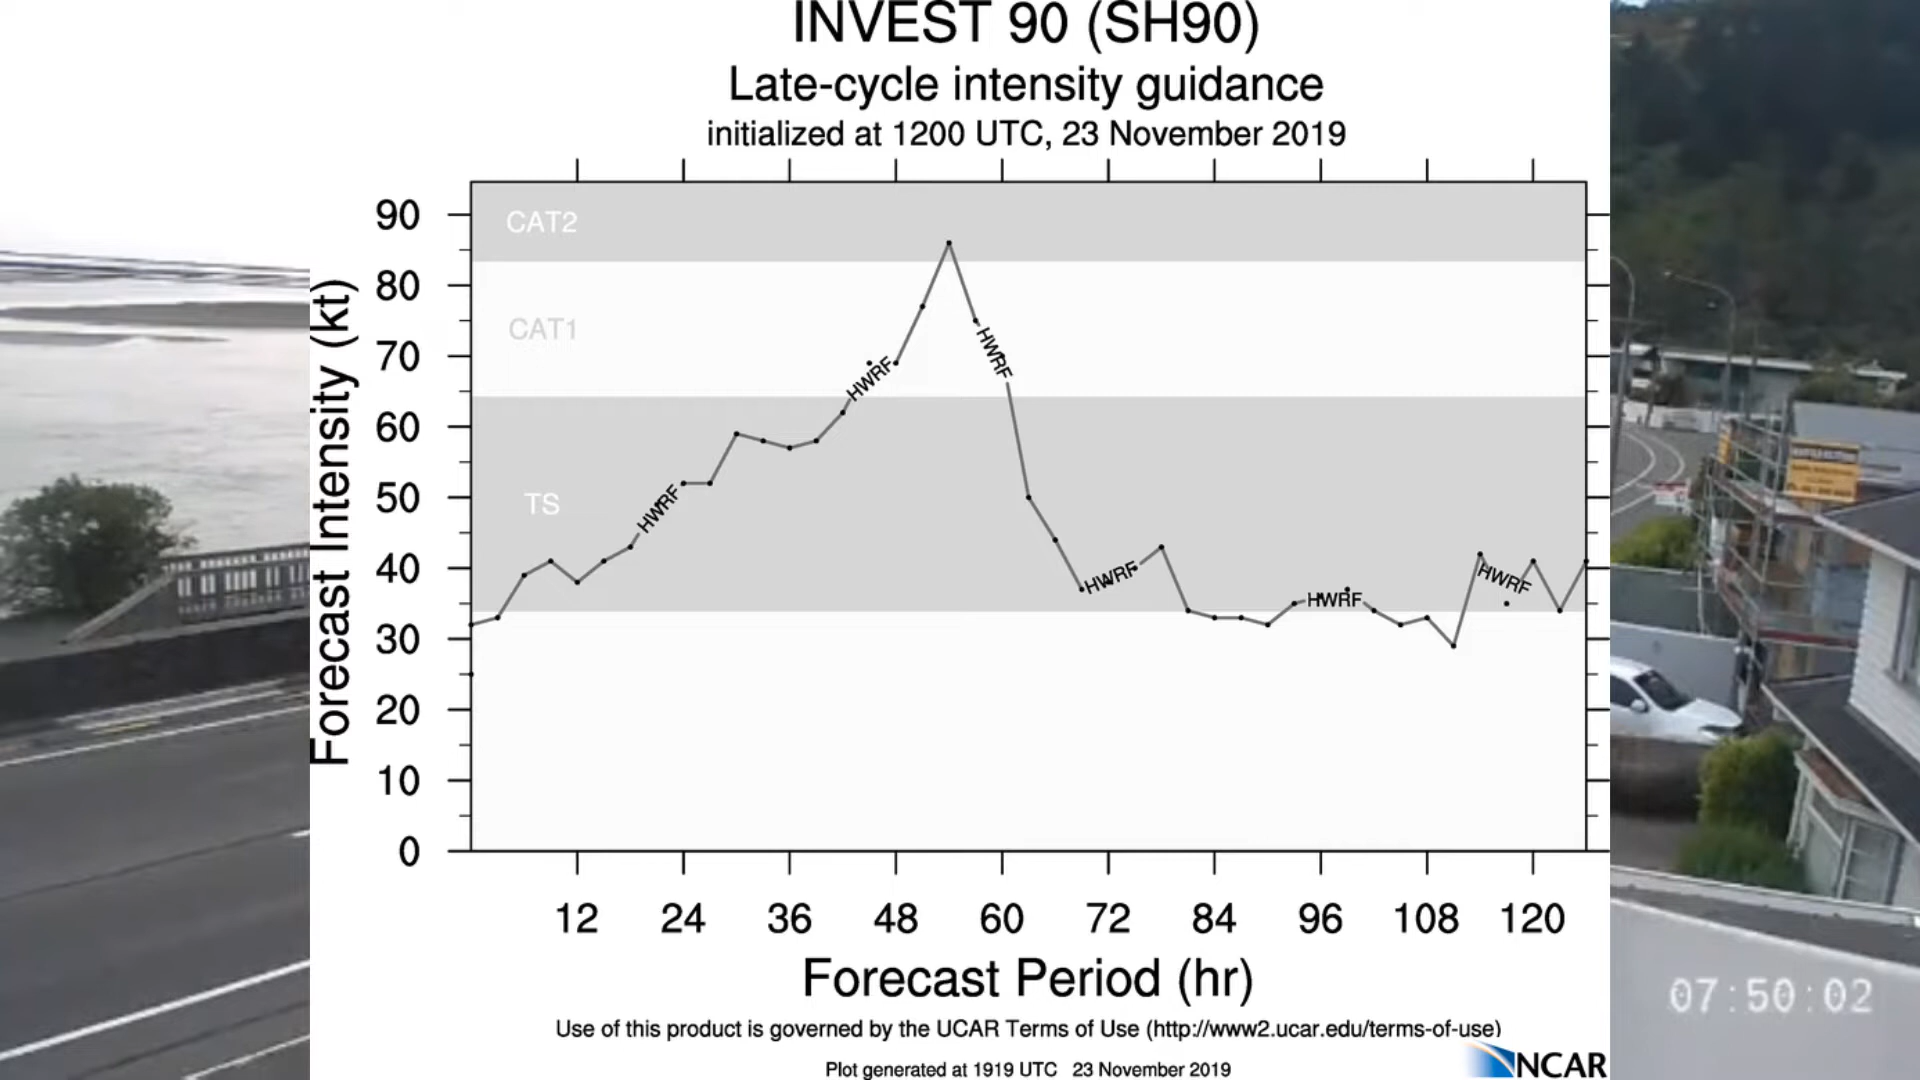 INVEST 90 (SH90)
Late-cycle intensity guidance
initialized at 1200 UTC, 23 November 2019
Forecast Intensity (kt)
90
80
70
60
50
40
30
20
10
0
CAT2
CAT1
TS
HWRF
HWRF
HWRF
HWRF
HWRF
HWRF
12 24 36 48 60 72 84 96 108 120
Forecast Period (hr)
Use of this product is governed by the UCAR Terms of Use (http://www2.ucar.edu/terms-of-use)
Plot generated at 1919 UTC 23 November 2019
NCAR
07:50:02